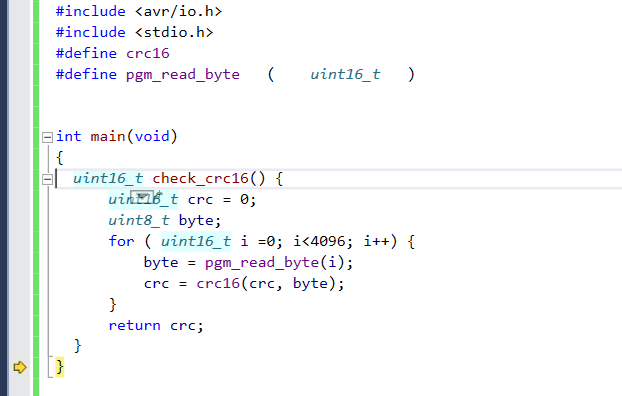 #include <avr/io.h>
#include <stdio.h>
#define crc16
#define pgm_read_byte   (    uint16_t   )
int main(void)
{
uint16_t check_crc16() {
uint16_t crc = 0;
uint8_t byte;
for ( uint16_t i =0; i<4096; i++) {
byte = pgm_read_byte(i);
crc = crc16(crc, byte);
}
return crc;
}
}